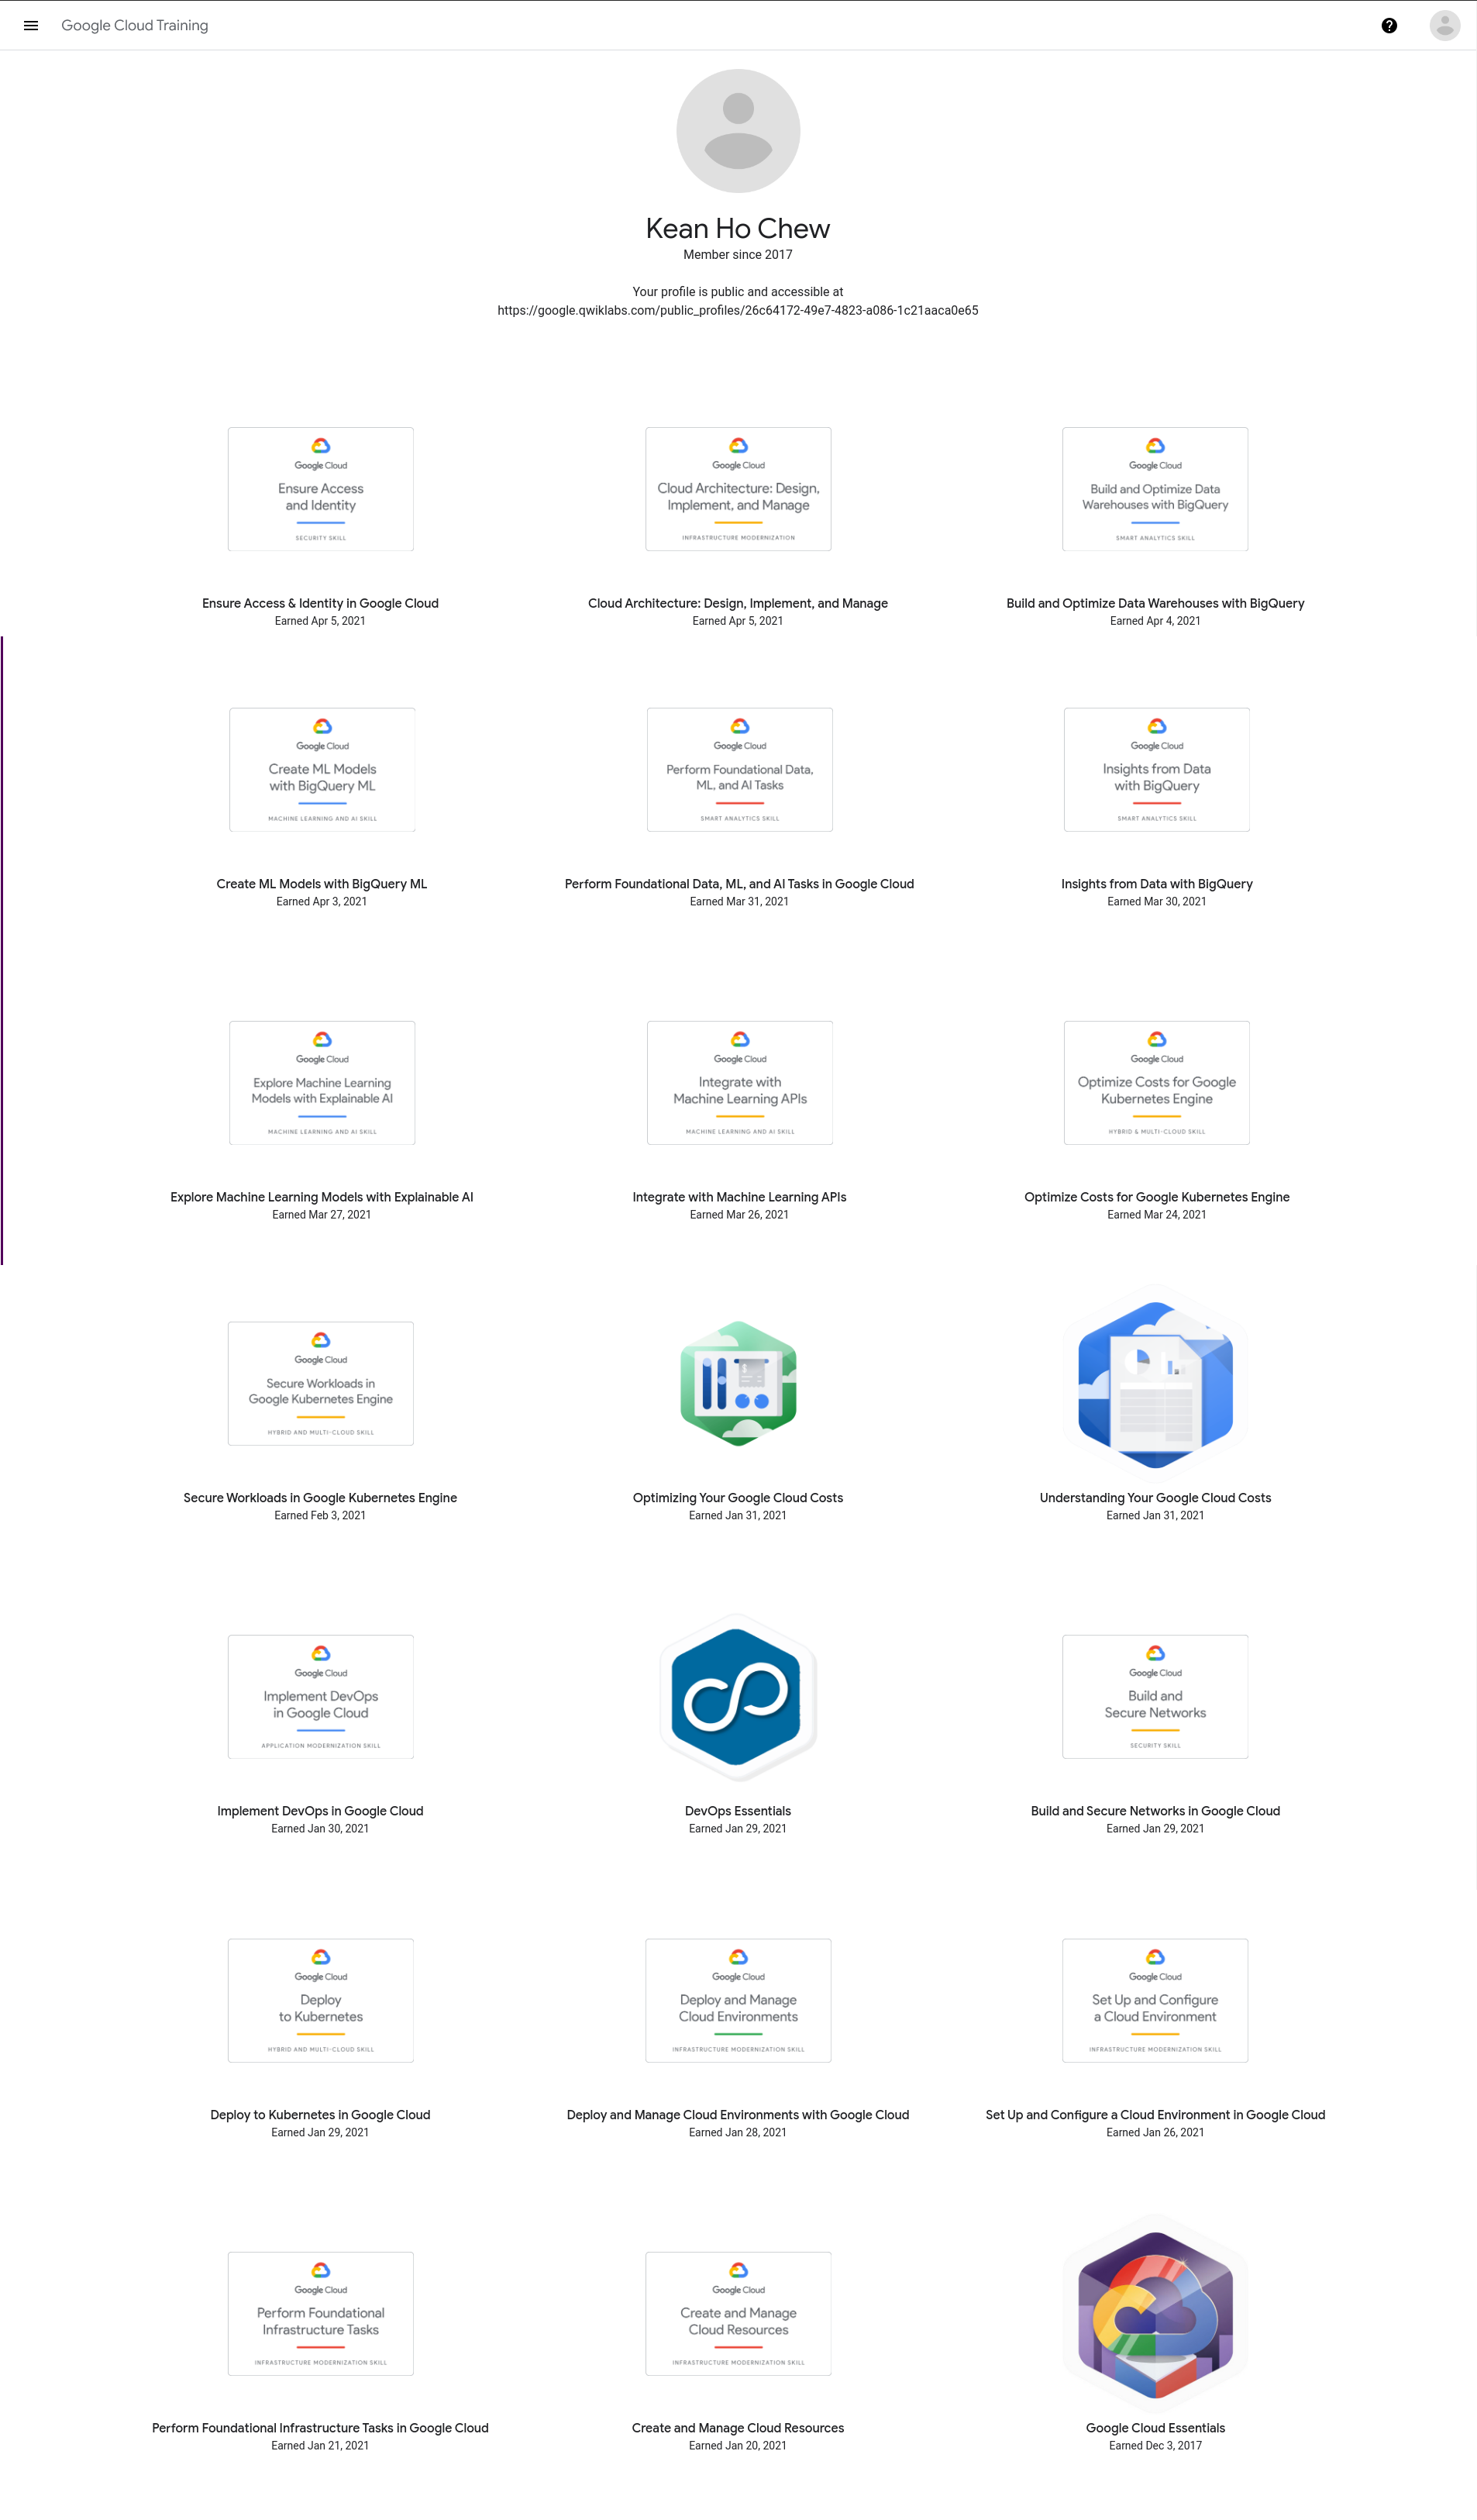 Google Cloud Training
Kean Ho Chew
Member since 2017
Your profile is public and accessible at
https://google.qwiklabs.com/public_profiles/26c64172-49e7-4823-a086-1c21aaca0e65
Google Cloud
Ensure Access
and Identity
SECURITY SKILL
Ensure Access & Identity in Google Cloud
Earned Apr 5, 2021
Google Cloud
Cloud Architecture: Design,
Implement, and Manage
INFRASTRUCTURE MODERNIZATION
Cloud Architecture: Design, Implement, and Manage
Earned Apr 5, 2021
Google Cloud
Build and Optimize Data
Warehouses with BigQuery
SMART ANALYTICS SKILL
Build and Optimize Data Warehouses with BigQuery
Earned Apr 4, 2021
Google Cloud
Create ML Models
with BigQuery ML
MACHINE LEARNING AND AI SKILL
Create ML Models with BigQuery ML
Earned Apr 3, 2021
Google Cloud
Perform Foundational Data,
ML, and AI Tasks
SMART ANALYTICS SKILL
Perform Foundational Data, ML, and AI Tasks in Google Cloud
Earned Mar 31, 2021
Google Cloud
Insights from Data
with BigQuery
SMART ANALYTICS SKILL
Insights from Data with BigQuery
Earned Mar 30, 2021
Google Cloud
Explore Machine Learning
Models with Explainable AI
MACHINE LEARNING AND AI SKILL
Explore Machine Learning Models with Explainable AI
Earned Mar 27, 2021
Google Cloud
Integrate with
Machine Learning APIs
MACHINE LEARNING AND AI SKILL
Integrate with Machine Learning APIs
Earned Mar 26, 2021
Google Cloud
Optimize Costs for Google
Kubernetes Engine
HYBRID & MULTI-CLOUD SKILL
Optimize Costs for Google Kubernetes Engine
Earned Mar 24, 2021
Google Cloud
Secure Workloads in
Google Kubernetes Engine
HYBRID AND MULTI-CLOUD SKILL
Secure Workloads in Google Kubernetes Engine
Earned Feb 3, 2021
Optimizing Your Google Cloud Costs
Earned Jan 31, 2021
Understanding Your Google Cloud Costs
Earned Jan 31, 2021
Google Cloud
Implement DevOps
in Google Cloud
APPLICATION MODERNIZATION SKILL
Implement DevOps in Google Cloud
Earned Jan 30, 2021
DevOps Essentials
Earned Jan 29, 2021
Google Cloud
Build and
Secure Networks
SECURITY SKILL
Build and Secure Networks in Google Cloud
Earned Jan 29, 2021
Google Cloud
Deploy
to Kubernetes
HYBRID AND MULTI-CLOUD SKILL
Deploy to Kubernetes in Google Cloud
Earned Jan 29, 2021
Google Cloud
Deploy and Manage
Cloud Environments
INFRASTRUCTURE MODERNIZATION SKILL
Deploy and Manage Cloud Environments with Google Cloud
Earned Jan 28, 2021
Google Cloud
Set Up and Configure
a Cloud Environment
INFRASTRUCTURE MODERNIZATION SKILL
Set Up and Configure a Cloud Environment in Google Cloud
Earned Jan 26, 2021
Google Cloud
Perform Foundational
Infrastructure Tasks
INFRASTRUCTURE MODERNIZATION SKILL
Perform Foundational Infrastructure Tasks in Google Cloud
Earned Jan 21, 2021
Google Cloud
Create and Manage
Cloud Resources
INFRASTRUCTURE MODERNIZATION SKILL
Create and Manage Cloud Resources
Earned Jan 20, 2021
Google Cloud Essentials
Earned Dec 3, 2017